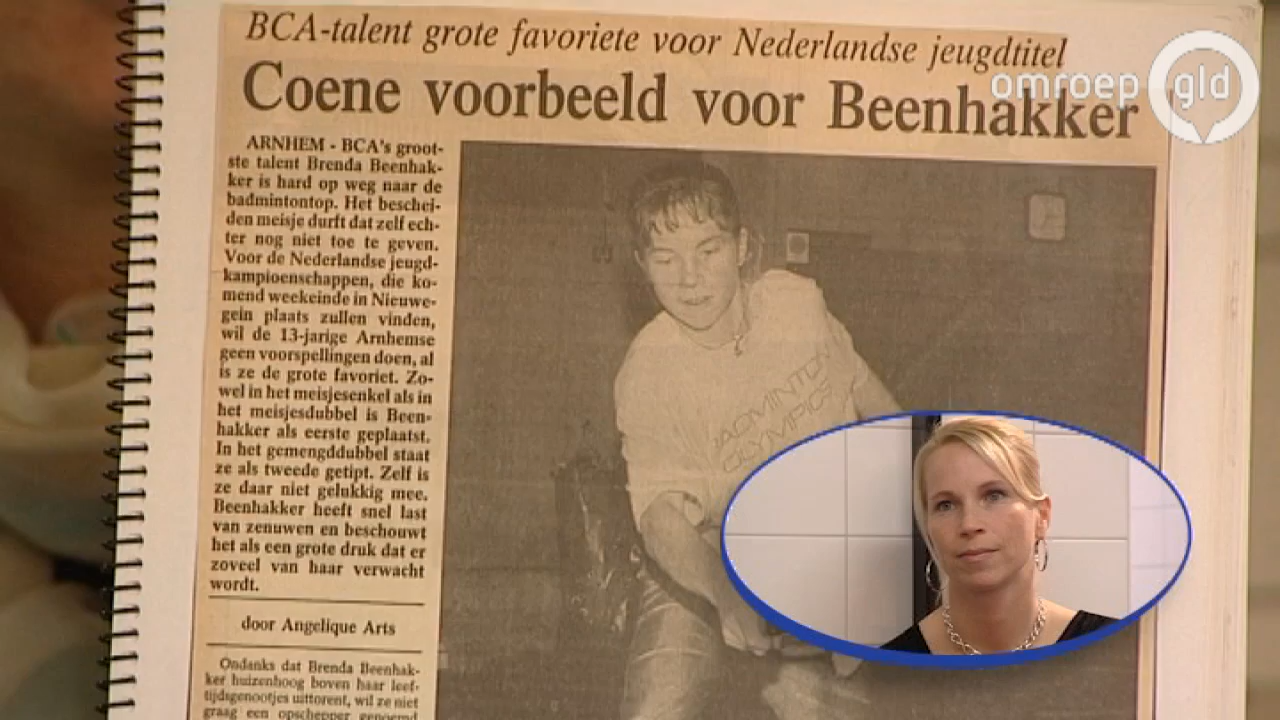 BCA-talent grote favoriete voor Nederlandse jeugdtitel
Coene voorbeeld voor Beenhakker
omroep gld
ARNHEM - BCA's groot-
ste talent Brenda Beenhak-
ker is hard op weg naar de
badmintontop. Het beschei-
den meisje durft dat zelf ech-
ter nog niet toe te geven.
Voor de Nederlandse jeugd-
kampioenschappen, die ko-
mend weekeinde in Nieuwe-
gein plaats zullen vinden,
wil de 13-jarige Arnhemse
geen voorspellingen doen, al
is ze de grote favoriet. Zo-
wel in het meisjesenkel als in
het meisjesdubbel is Been-
hakker als eerste geplaatst.
In het gemengddubbel staat
ze als tweede getipt. Zelf is
ze daar niet gelukkig mee.
Beenhakker heeft snel last
van zenuwen en beschouwt
het als een grote druk dat er
zoveel van haar verwacht
wordt.
door Angelique Arts
Ondanks dat Brenda Beenhak-
ker huizenhoog boven haar leef-
tijdsgenootjes uittorent, wil ze niet
graag een opschepper genoemd
BADMINTON
OLYMPICS